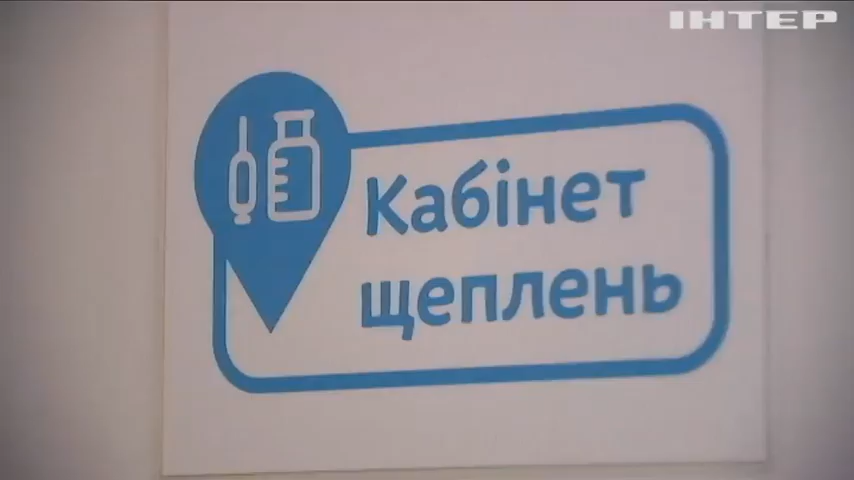 ІНТЕР
Кабінет
щеплень